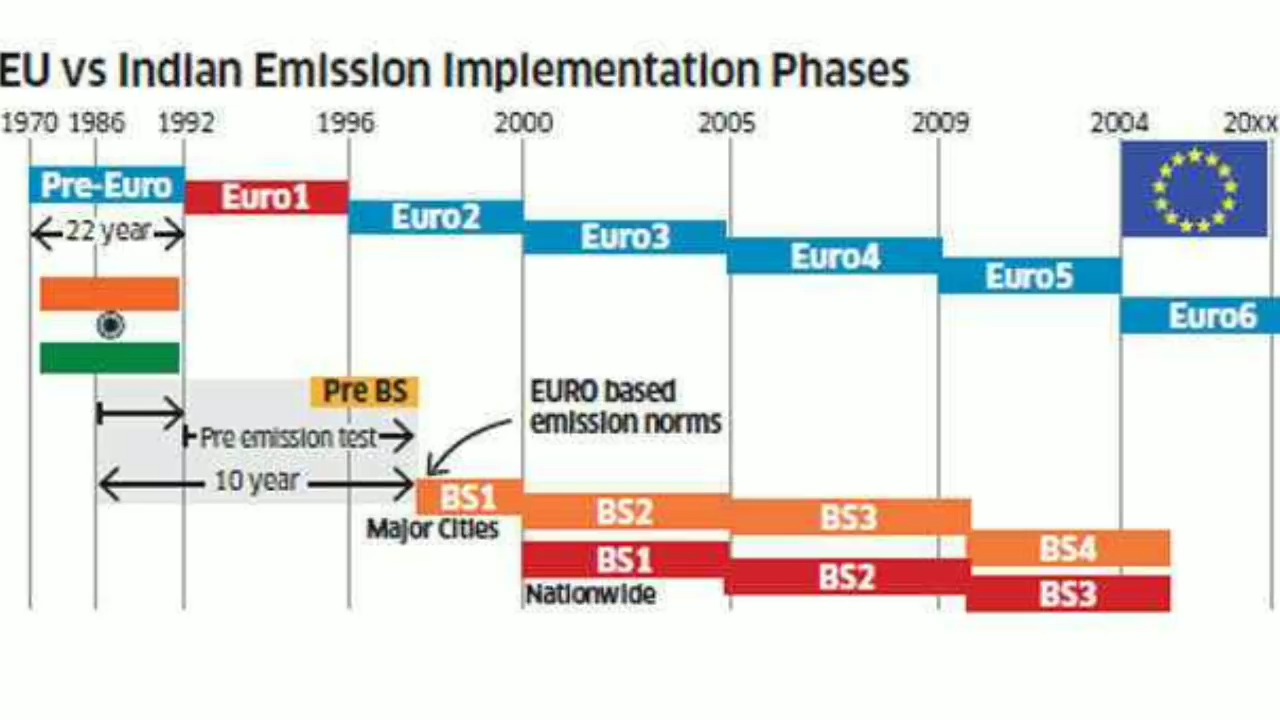 EU vs Indian Emission Implementation Phases
1970 1986 1992 1996 2000 2005 2009 2004 20xx
Pre-Euro
Euro1
Euro2
Euro3
Euro4
Euro5
Euro6
22 year
Pre BS
EURO based
emission norms
Pre emission test
10 year
BS1 BS2 BS3 BS4
Major Cities
BS1 BS2 BS3
Nationwide